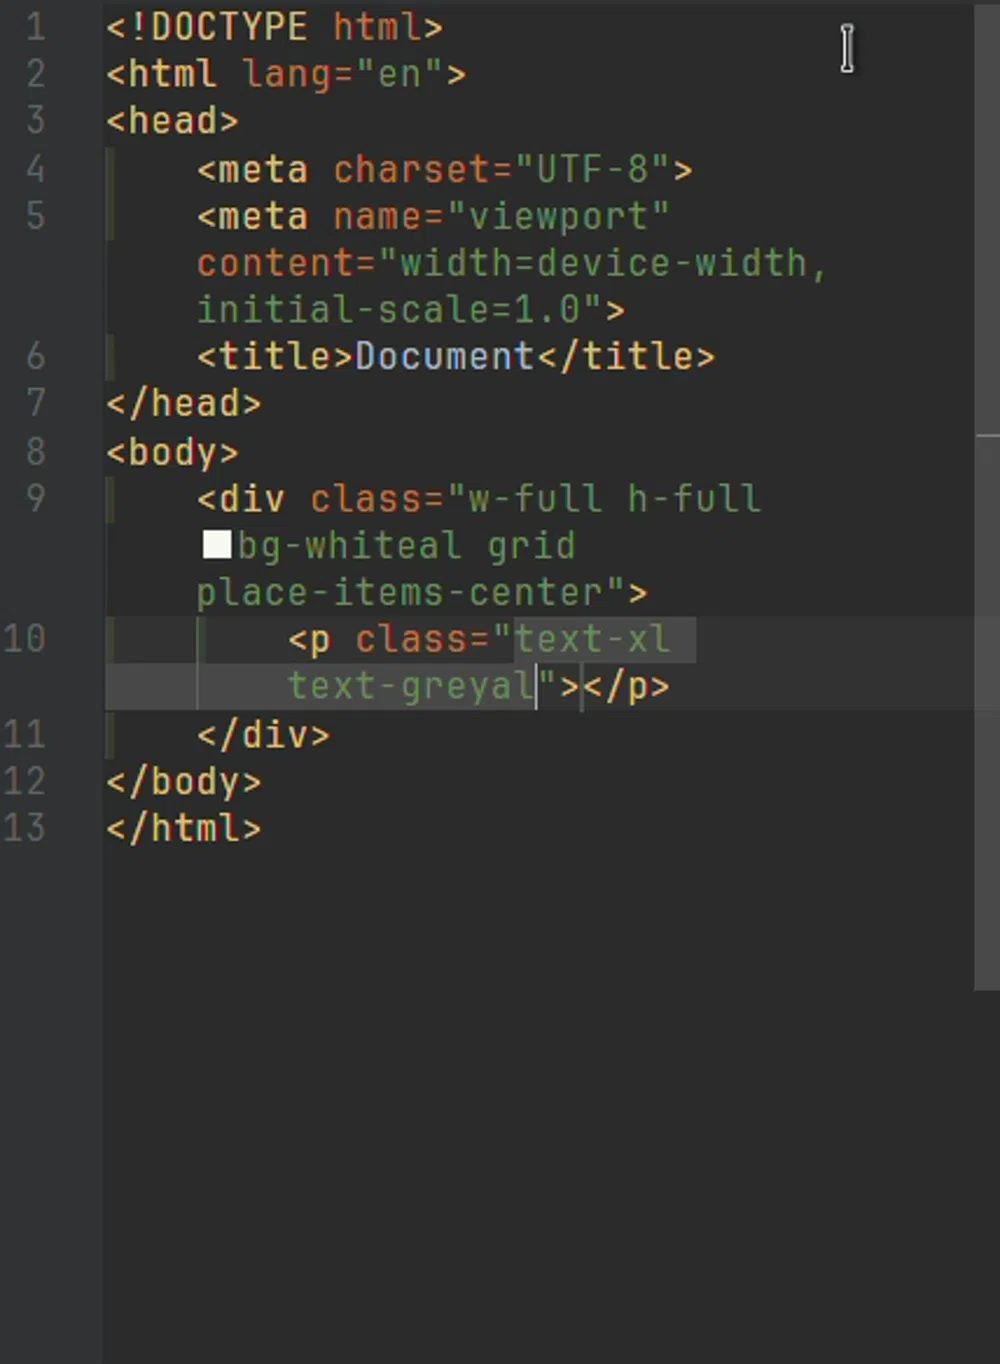 1 <!DOCTYPE html>
2 <html lang="en">
3 <head>
4 <meta charset="UTF-8">
5 <meta name="viewport"
content="width=device-width,
initial-scale=1.0">
6 <title>Document</title>
7 </head>
8 <body>
9 <div class="w-full h-full
bg-whiteal grid
place-items-center">
10 <p class="text-xl
text-greyal"></p>
11 </div>
12 </body>
13 </html>